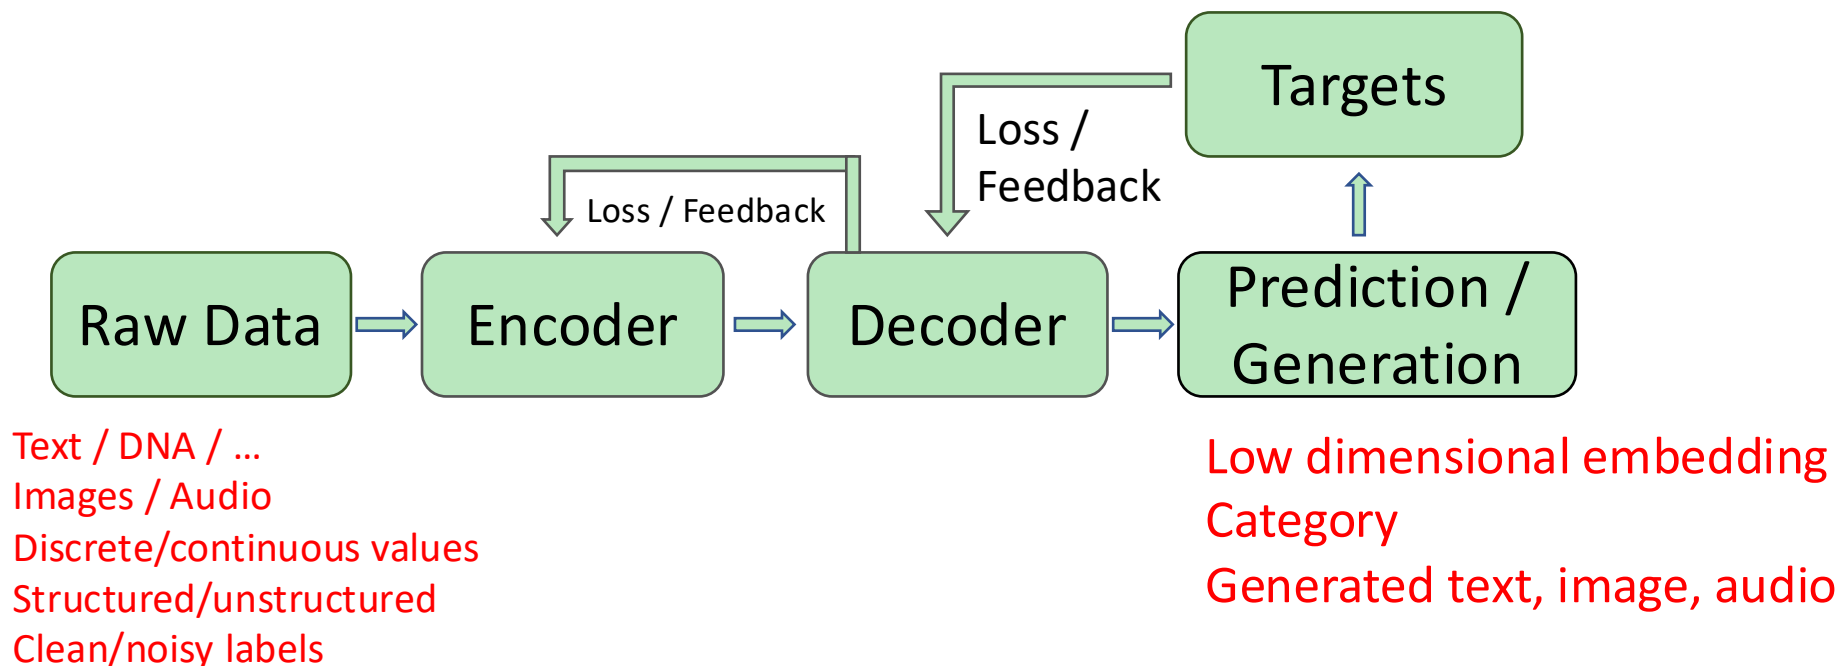 Targets
Loss /
Feedback
Loss / Feedback
Raw Data
Encoder
Decoder
Prediction /
Generation
Text / DNA / ...
Images / Audio
Discrete/continuous values
Structured/unstructured
Clean/noisy labels
Low dimensional embedding
Category
Generated text, image, audio